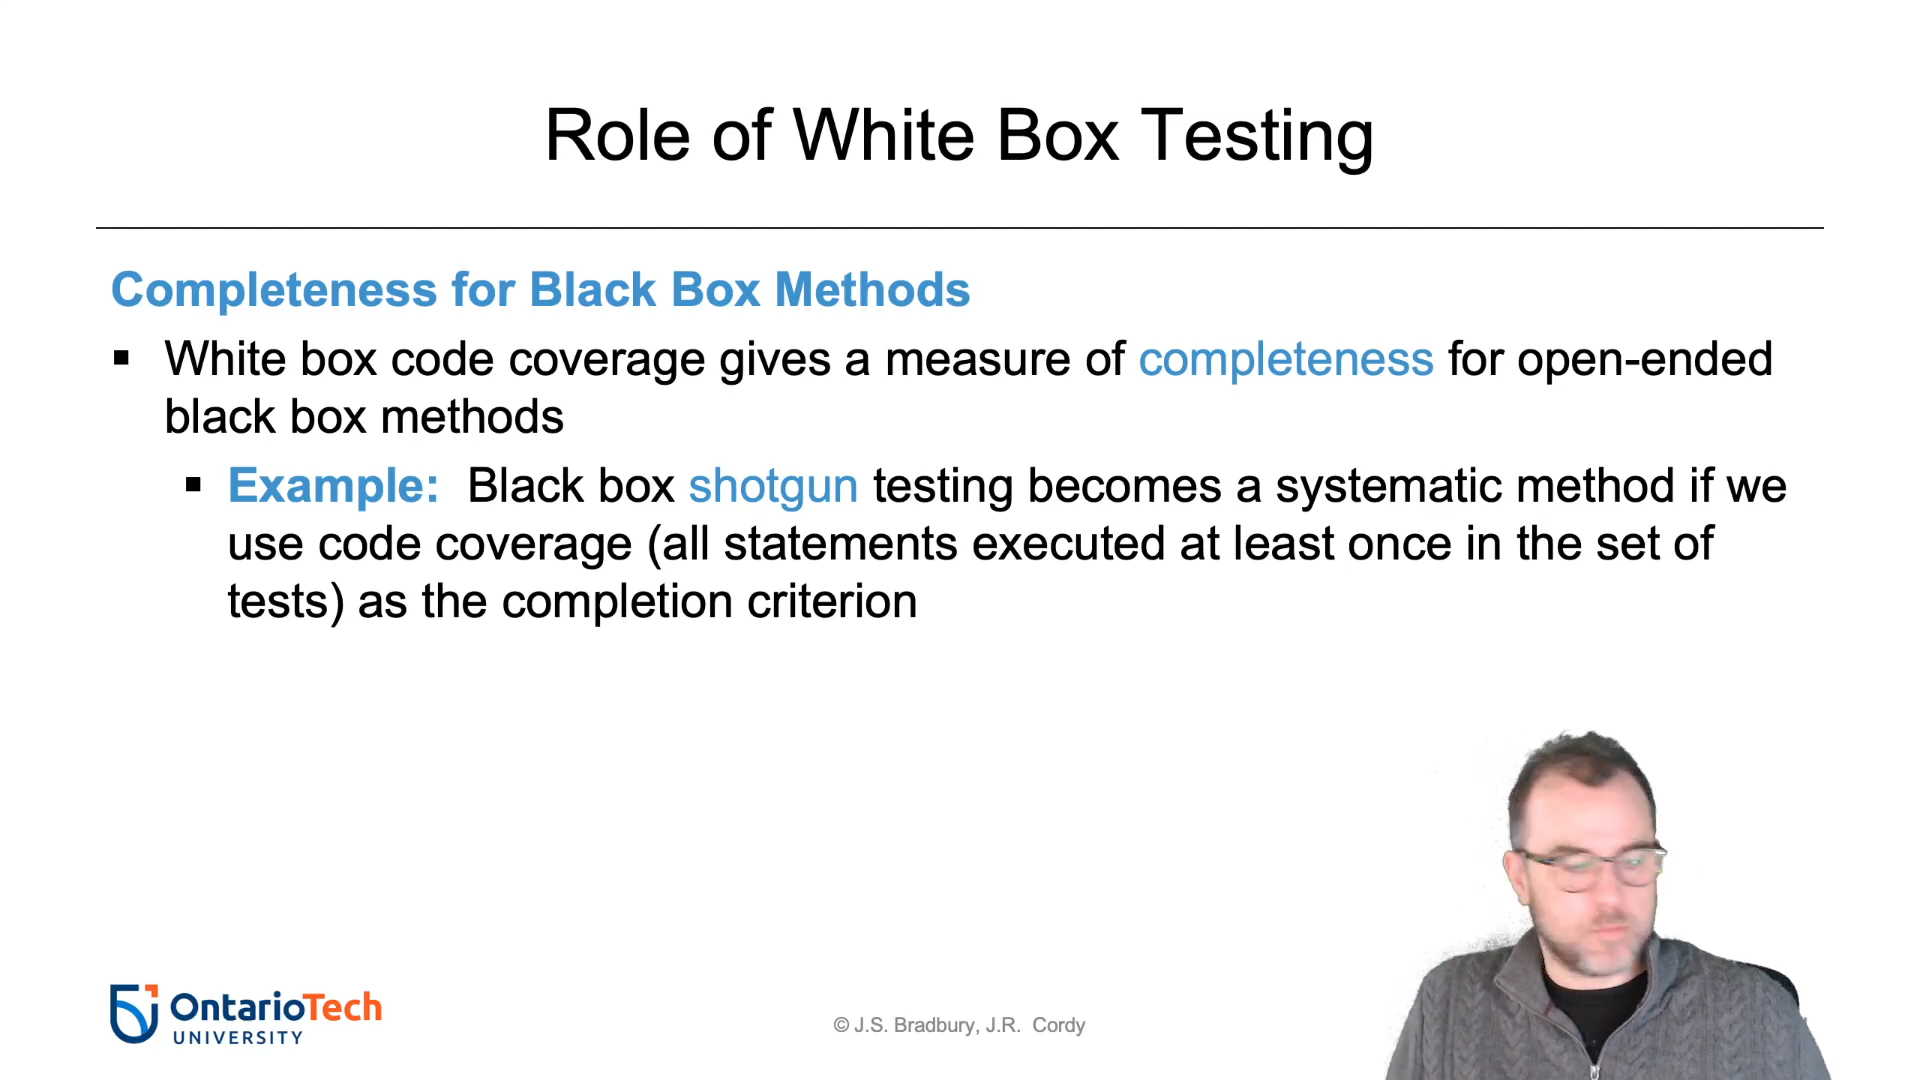 Role of White Box Testing
Completeness for Black Box Methods
▪ White box code coverage gives a measure of completeness for open-ended
black box methods
▪ Example: Black box shotgun testing becomes a systematic method if we
use code coverage (all statements executed at least once in the set of
tests) as the completion criterion
OntarioTech
UNIVERSITY
© J.S. Bradbury, J.R. Cordy